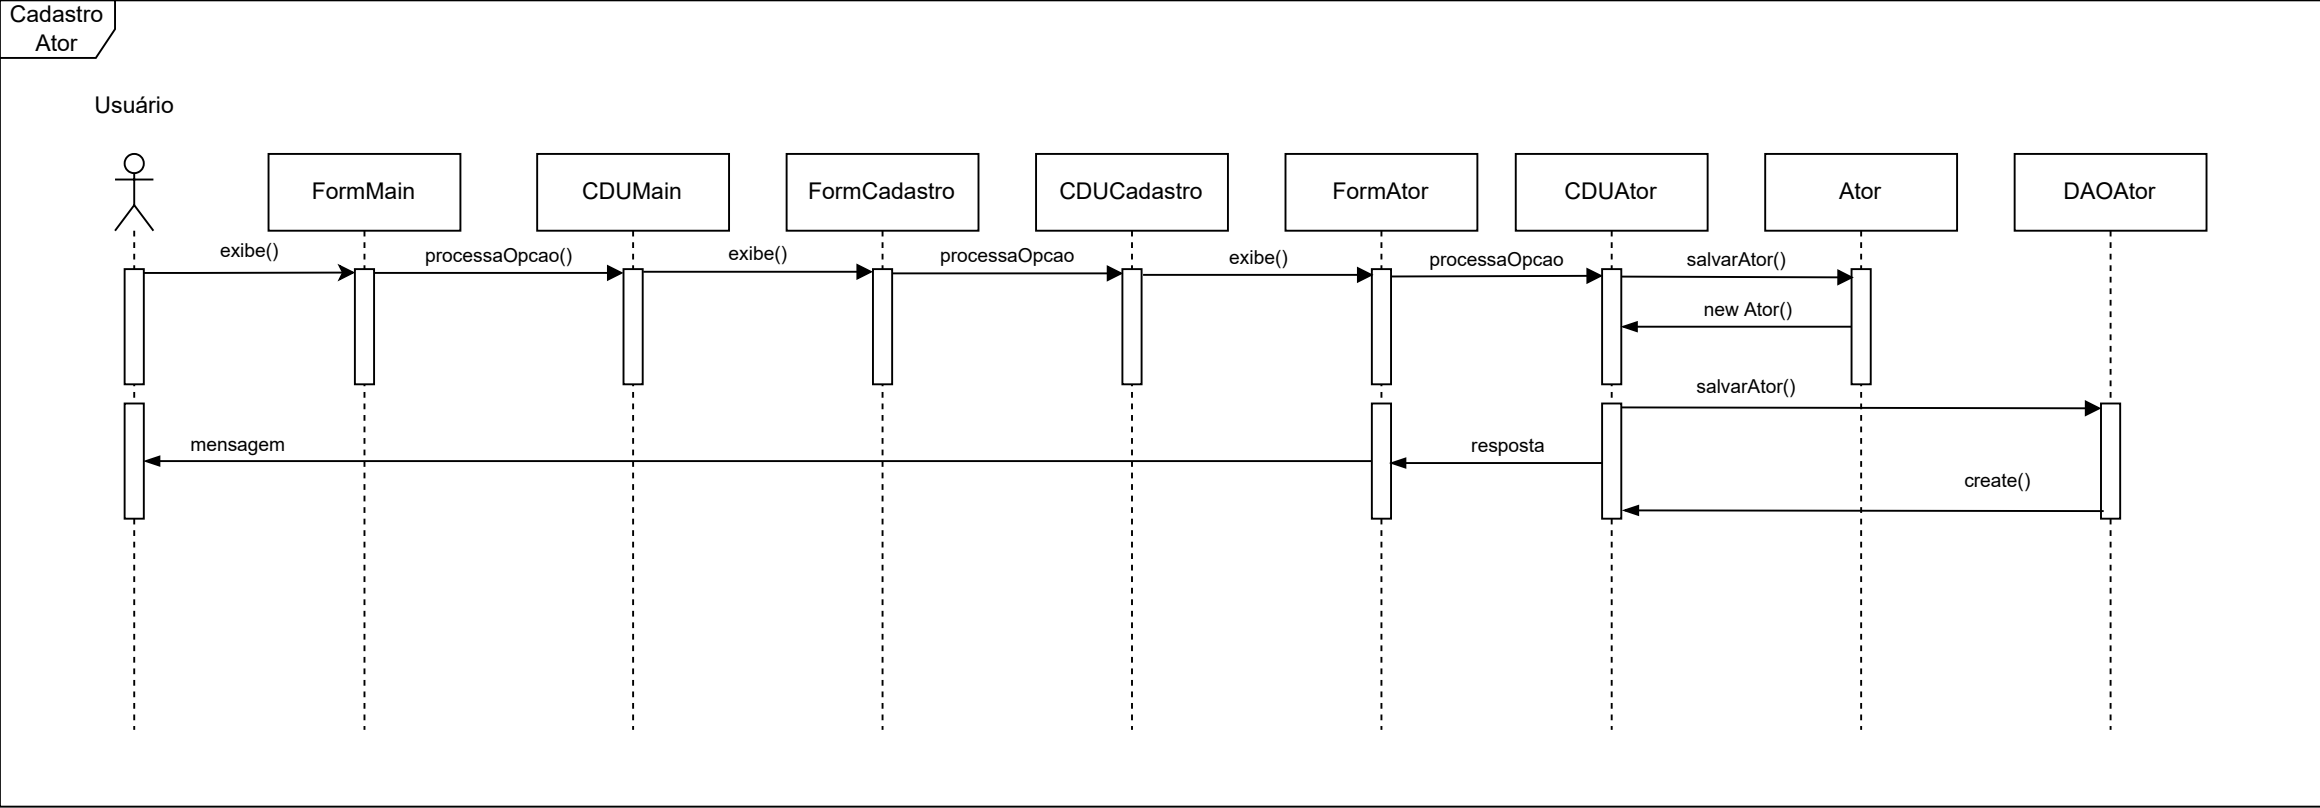 Cadastro
Ator
Usuário
FormMain
CDUMain
FormCadastro
CDUCadastro
FormAtor
CDUAtor
Ator
DAOAtor
exibe()
processaOpcao()
exibe()
processaOpcao
exibe()
processaOpcao
salvarAtor()
new Ator()
salvarAtor()
mensagem
resposta
create()